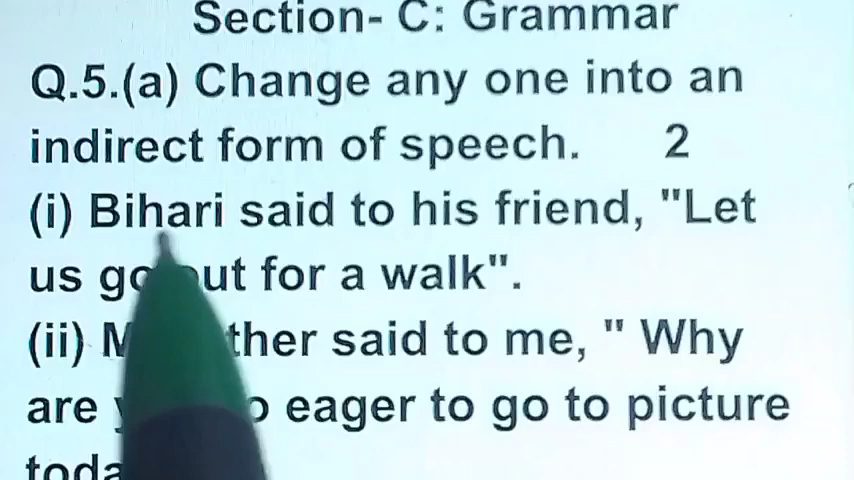 Section- C: Grammar
Q.5.(a) Change any one into an
indirect form of speech. 2
(i) Bihari said to his friend, "Let
us go out for a walk".
(ii) said to me, " Why
are eager to go to picture